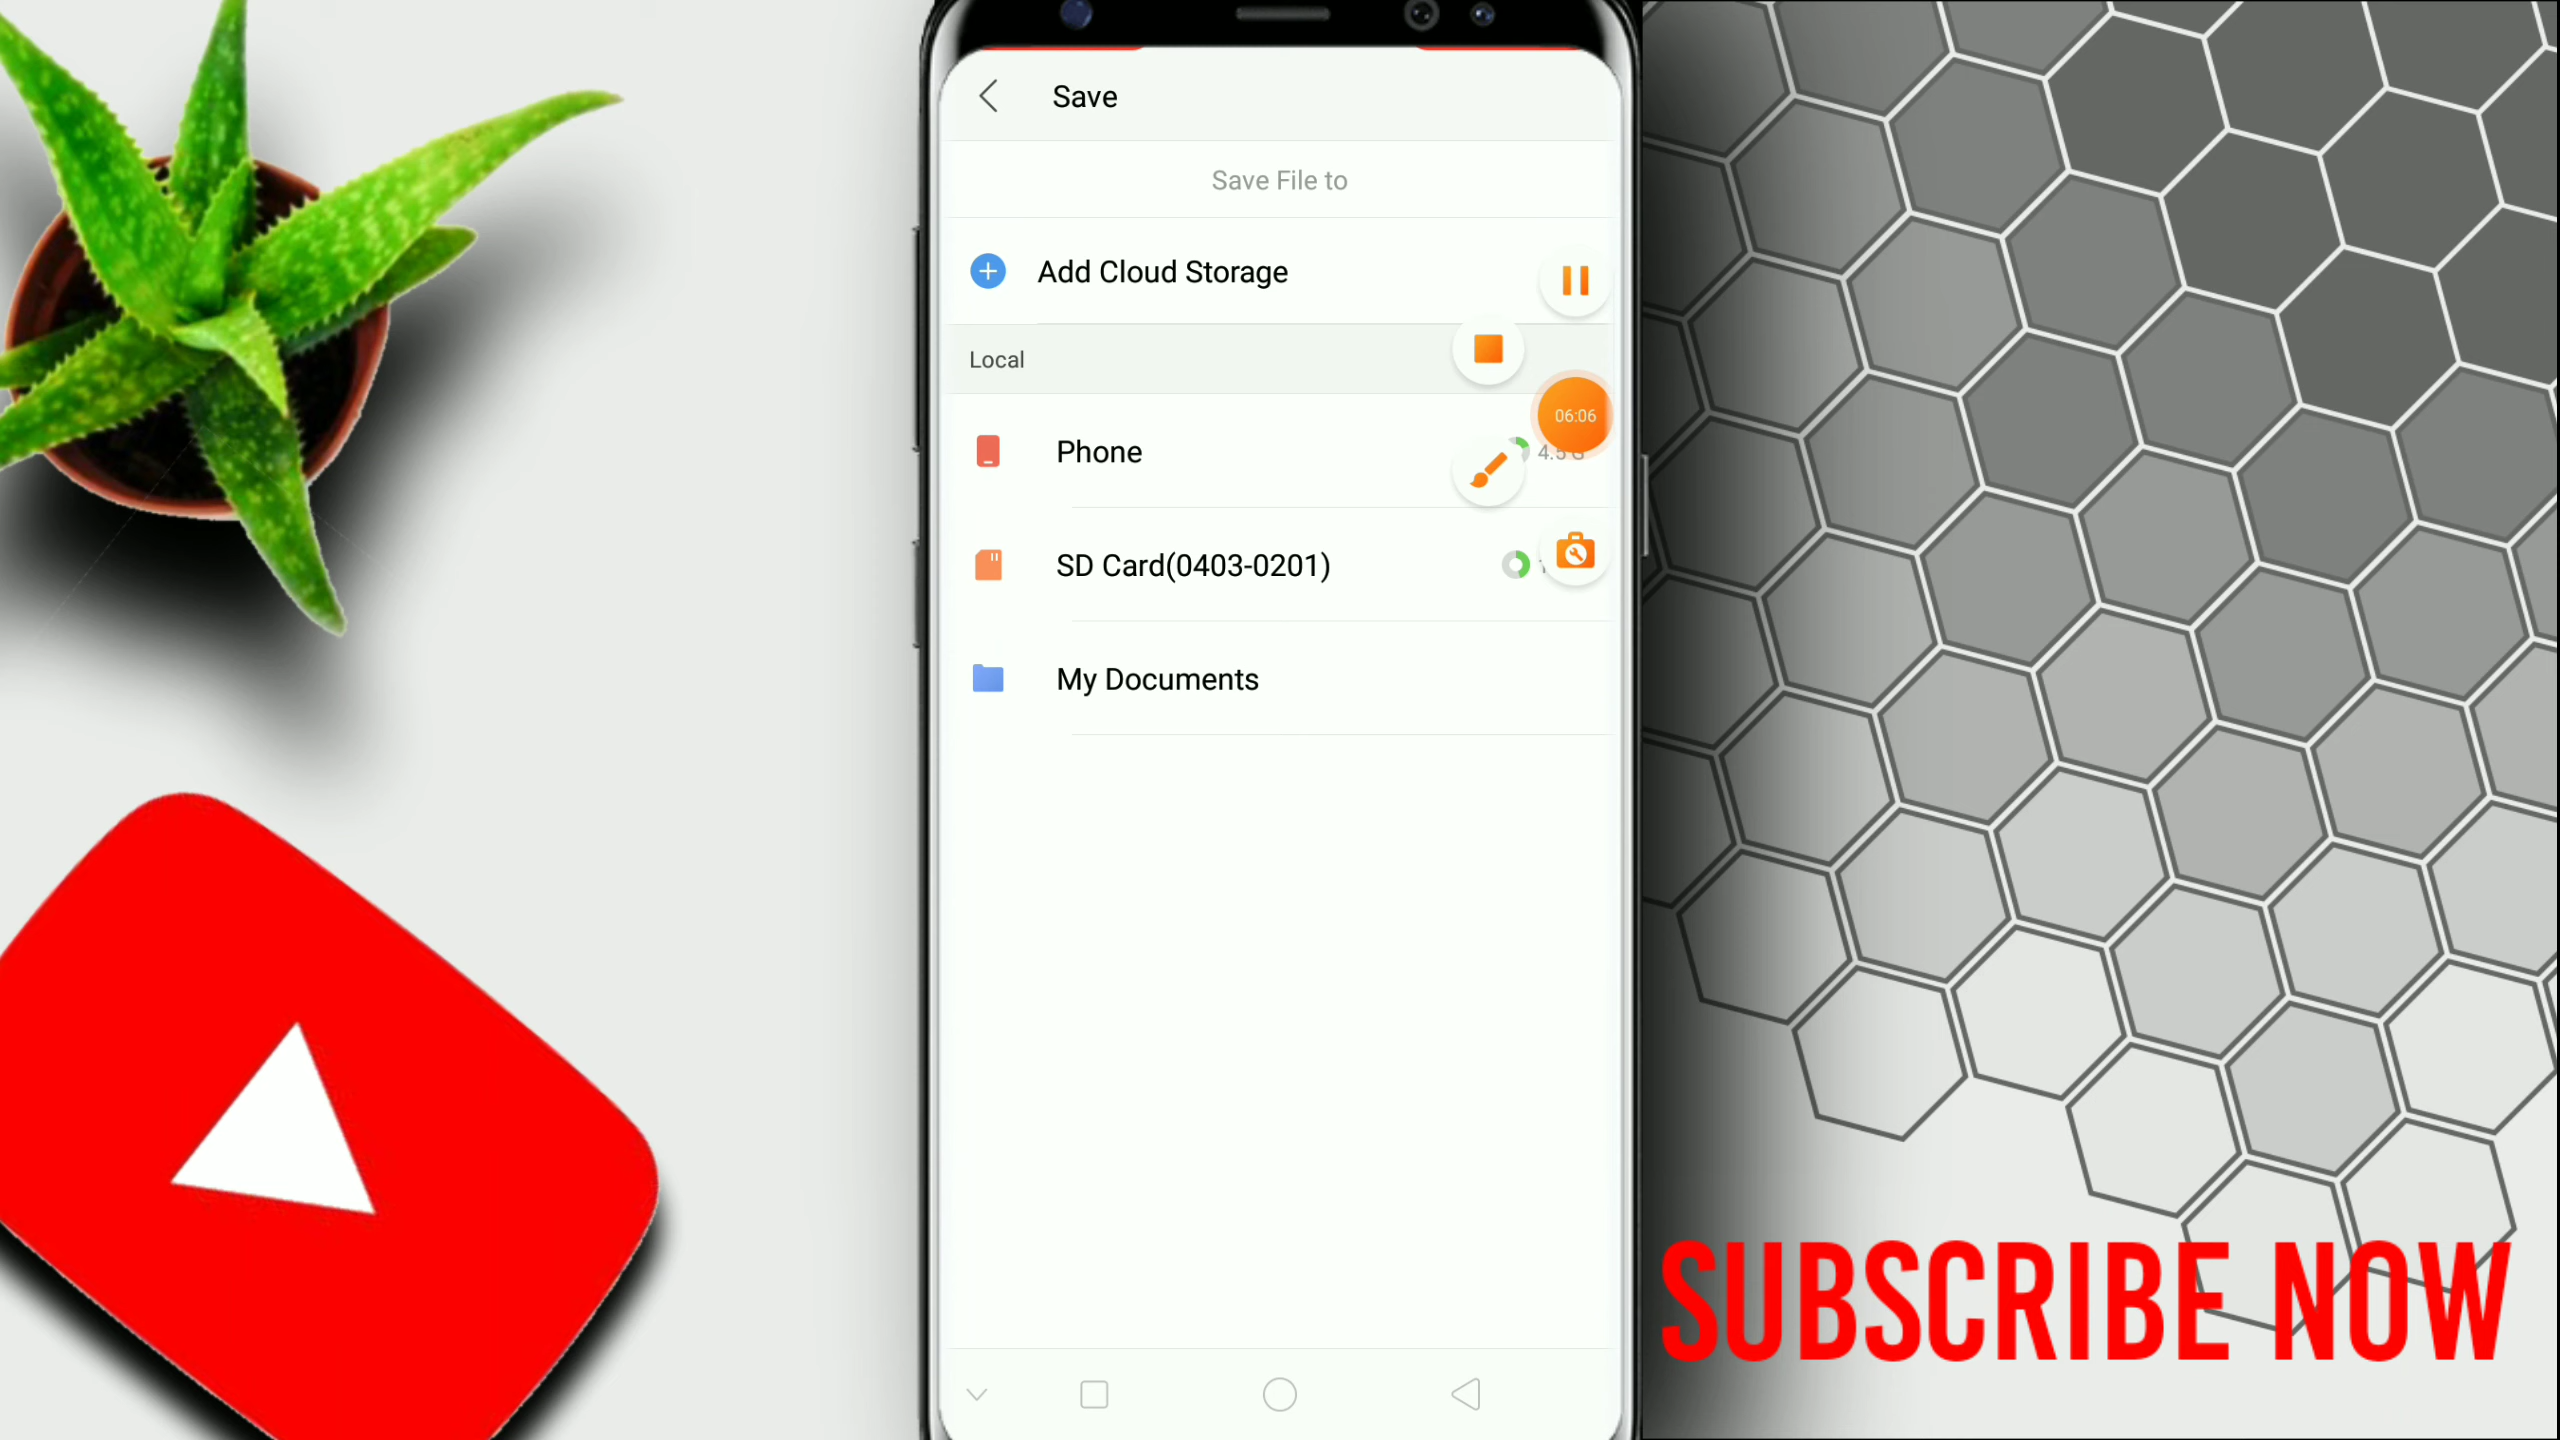 Save
Save File to
Add Cloud Storage
Local
06:06
Phone
SD Card(0403-0201)
My Documents
SUBSCRIBE NOW